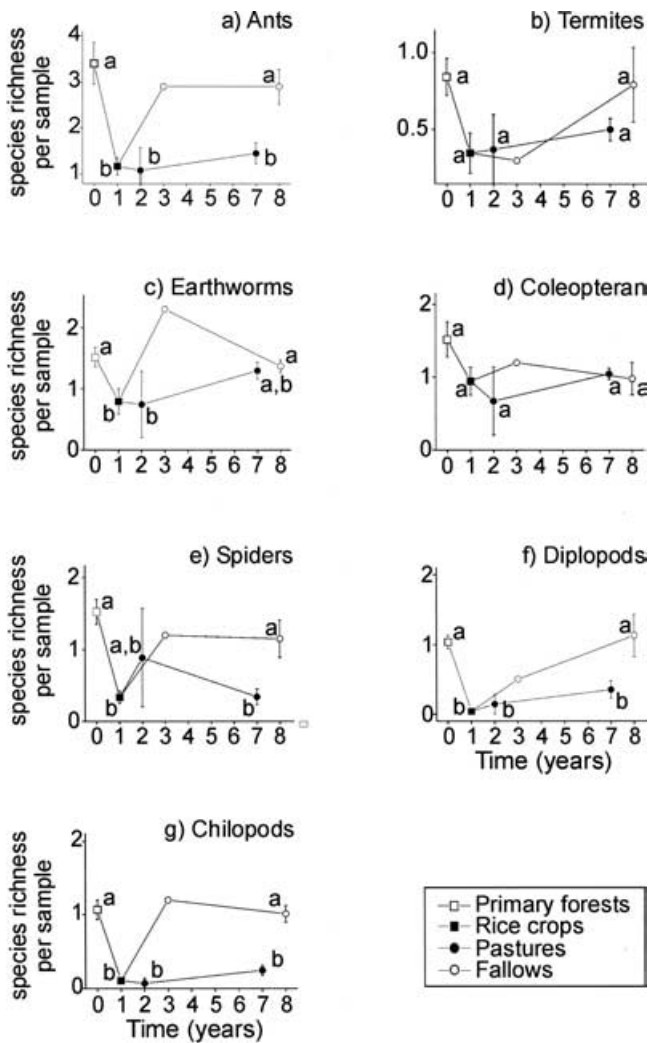 a) Ants
species richness
per sample
4
3
2
1
a
b
b
a
b
0 1 2 3 4 5 6 7 8
b) Termites
1.0
0.5
a
a
a
a
a
0 1 2 3 4 5 6 7 8
c) Earthworms
species richness
per sample
2
1
0
a
b
b
a
a,b
0 1 2 3 4 5 6 7 8
d) Coleopteran
2
1
0
a
a
a
a
a
0 1 2 3 4 5 6 7 8
e) Spiders
species richness
per sample
2
1
0
a
a,b
b
a
b
0 1 2 3 4 5 6 7 8
f) Diplopods
2
1
0
a
b
b
a
b
0 1 2 3 4 5 6 7 8
Time (years)
g) Chilopods
species richness
per sample
2
1
0
a
b
b
a
b
0 1 2 3 4 5 6 7 8
Time (years)
Primary forests
Rice crops
Pastures
Fallows